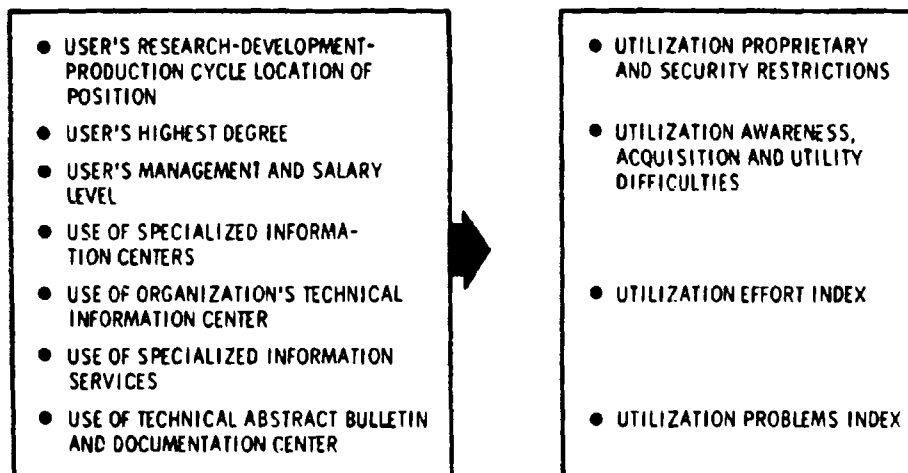 ● USER'S RESEARCH-DEVELOPMENT-
PRODUCTION CYCLE LOCATION OF
POSITION
● USER'S HIGHEST DEGREE
● USER'S MANAGEMENT AND SALARY
LEVEL
● USE OF SPECIALIZED INFORMA-
TION CENTERS
● USE OF ORGANIZATION'S TECHNICAL
INFORMATION CENTER
● USE OF SPECIALIZED INFORMATION
SERVICES
● USE OF TECHNICAL ABSTRACT BULLETIN
AND DOCUMENTATION CENTER
● UTILIZATION PROPRIETARY
AND SECURITY RESTRICTIONS
● UTILIZATION AWARENESS,
ACQUISITION AND UTILITY
DIFFICULTIES
● UTILIZATION EFFORT INDEX
● UTILIZATION PROBLEMS INDEX